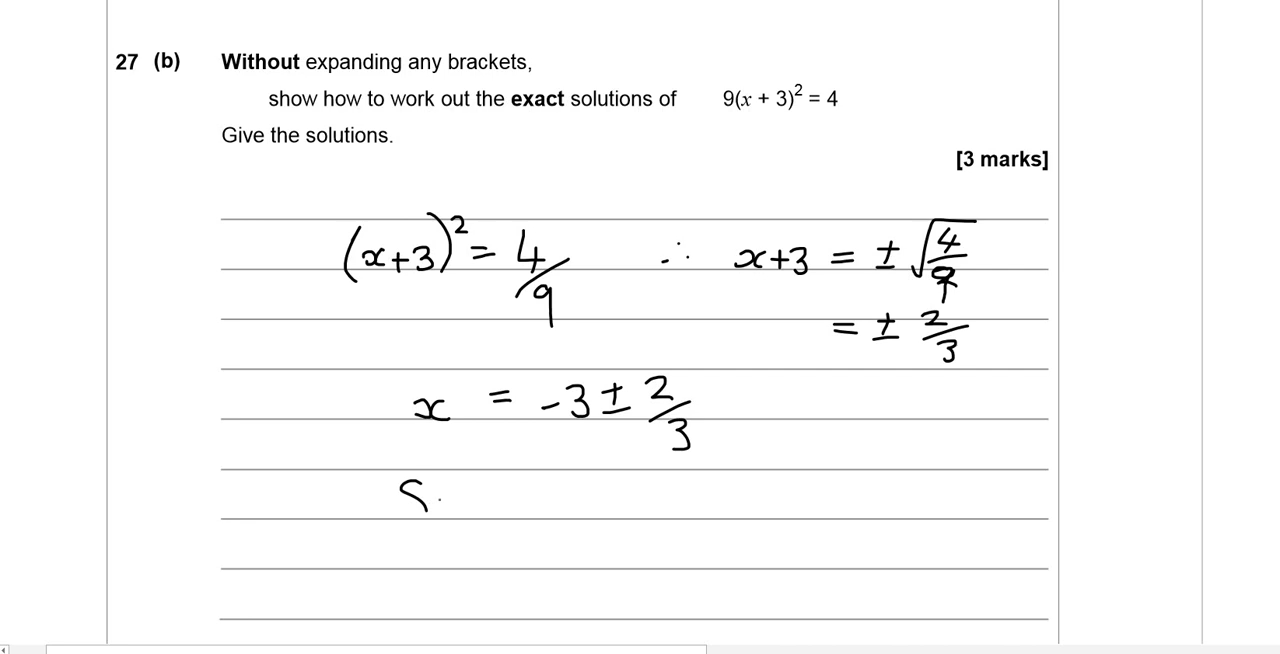 27 (b) Without expanding any brackets,
show how to work out the exact solutions of 9(x + 3)² = 4
Give the solutions.
[3 marks]
(x+3)² = 4/9 ∴ x+3 = ± √4/9
= ± 2/3
x = -3 ± 2/3
S